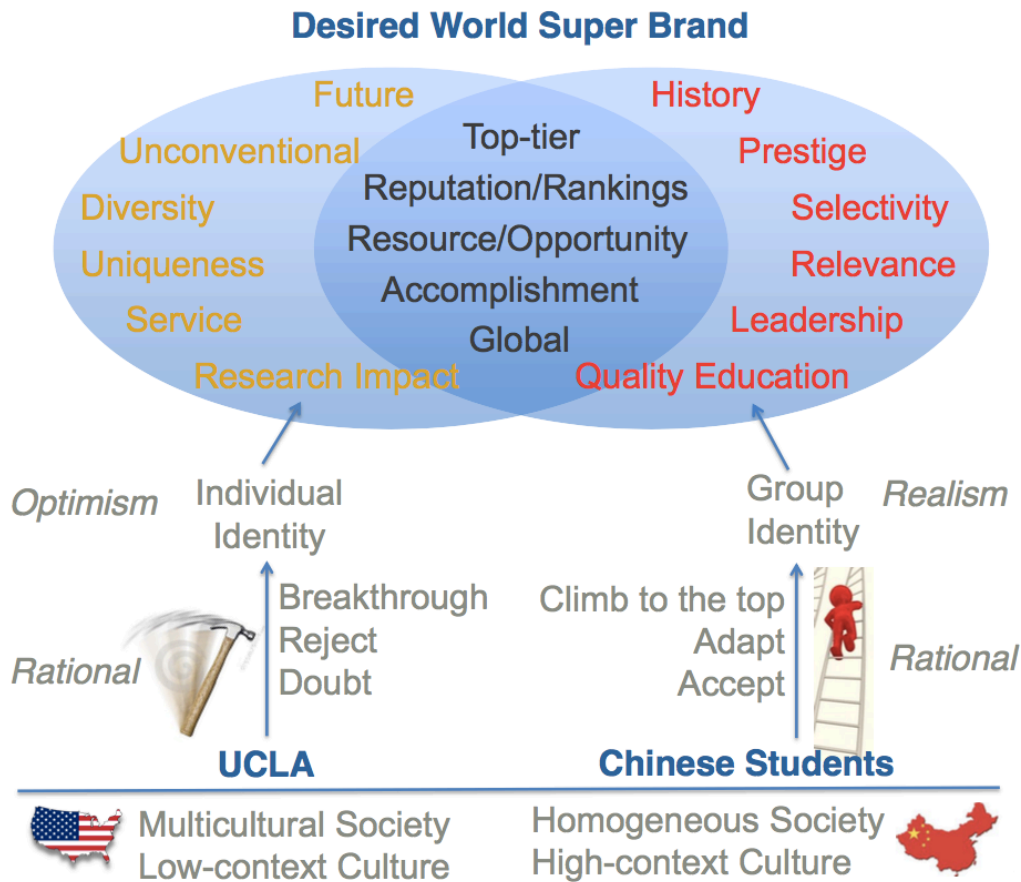 Desired World Super Brand
Future
Unconventional
Diversity
Uniqueness
Service
Research Impact
Top-tier
Reputation/Rankings
Resource/Opportunity
Accomplishment
Global
History
Prestige
Selectivity
Relevance
Leadership
Quality Education
Optimism
Individual
Identity
Group
Identity
Realism
Rational
Breakthrough
Reject
Doubt
Climb to the top
Adapt
Accept
Rational
UCLA
Chinese Students
Multicultural Society
Low-context Culture
Homogeneous Society
High-context Culture